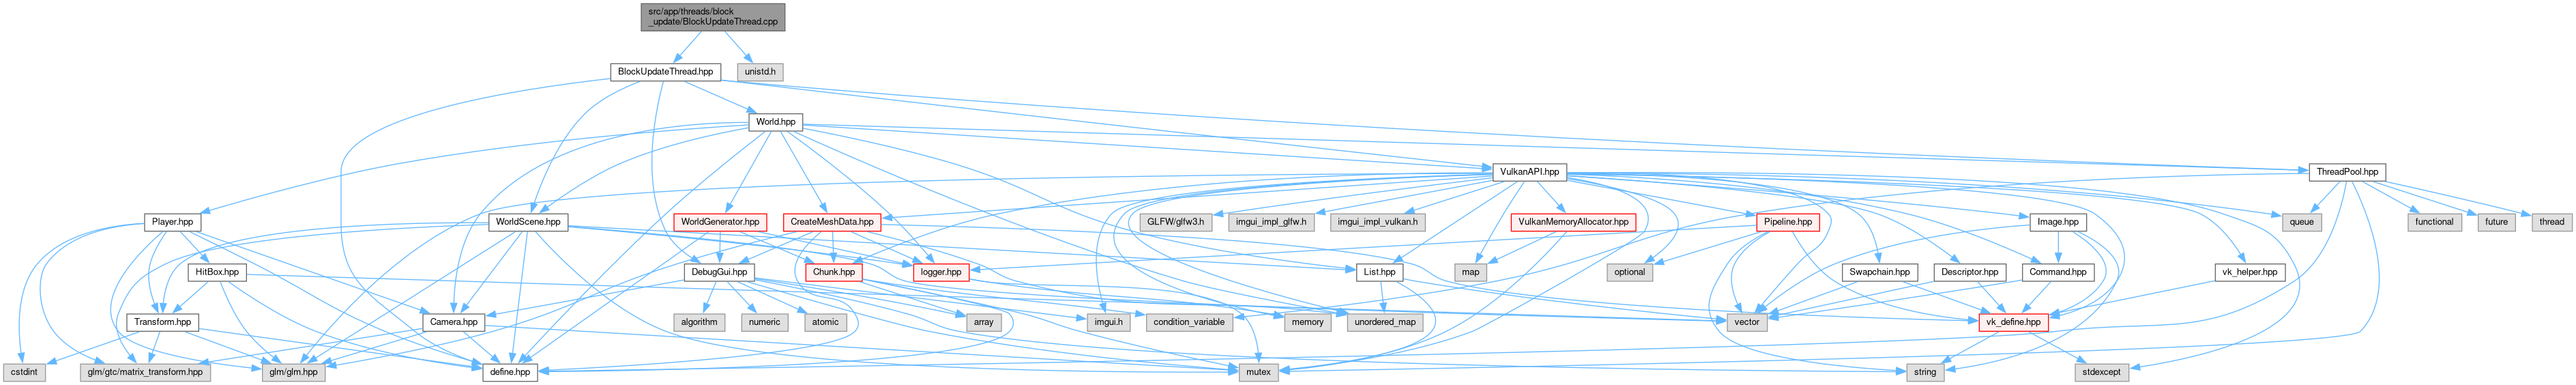 src/app/threads/block
_update/BlockUpdateThread.cpp
BlockUpdateThread.hpp
unistd.h
World.hpp
VulkanAPI.hpp
ThreadPool.hpp
Player.hpp
WorldScene.hpp
WorldGenerator.hpp
CreateMeshData.hpp
GLFW/glfw3.h
imgui_impl_glfw.h
imgui_impl_vulkan.h
VulkanMemoryAllocator.hpp
Pipeline.hpp
Image.hpp
queue
functional
future
thread
HitBox.hpp
DebugGui.hpp
Chunk.hpp
logger.hpp
List.hpp
map
optional
Swapchain.hpp
Descriptor.hpp
Command.hpp
vk_helper.hpp
Transform.hpp
Camera.hpp
algorithm
numeric
atomic
array
imgui.h
condition_variable
memory
unordered_map
vector
vk_define.hpp
cstdint
glm/gtc/matrix_transform.hpp
glm/glm.hpp
define.hpp
mutex
string
stdexcept